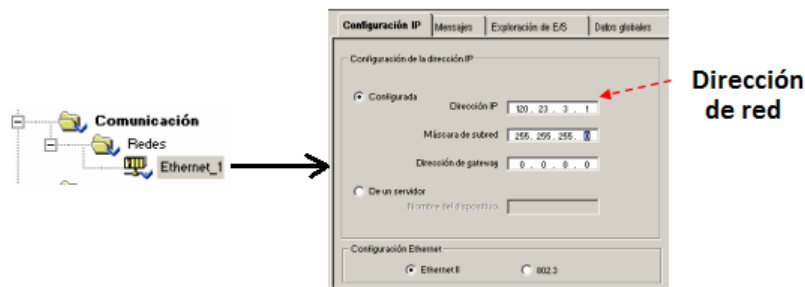 Comunicación
Redes
Ethernet_1
Configuración IP
Mensajes
Exploración de E/S
Datos globales
Configuración de la dirección IP
Configurada
Dirección IP
120 . 23 . 3 . 1
Máscara de subred
255 . 255 . 255 . 0
Dirección de gateway
0 . 0 . 0 . 0
De un servidor
Nombre del dispositivo
Configuración Ethernet
Ethernet II
802.3
Dirección
de red